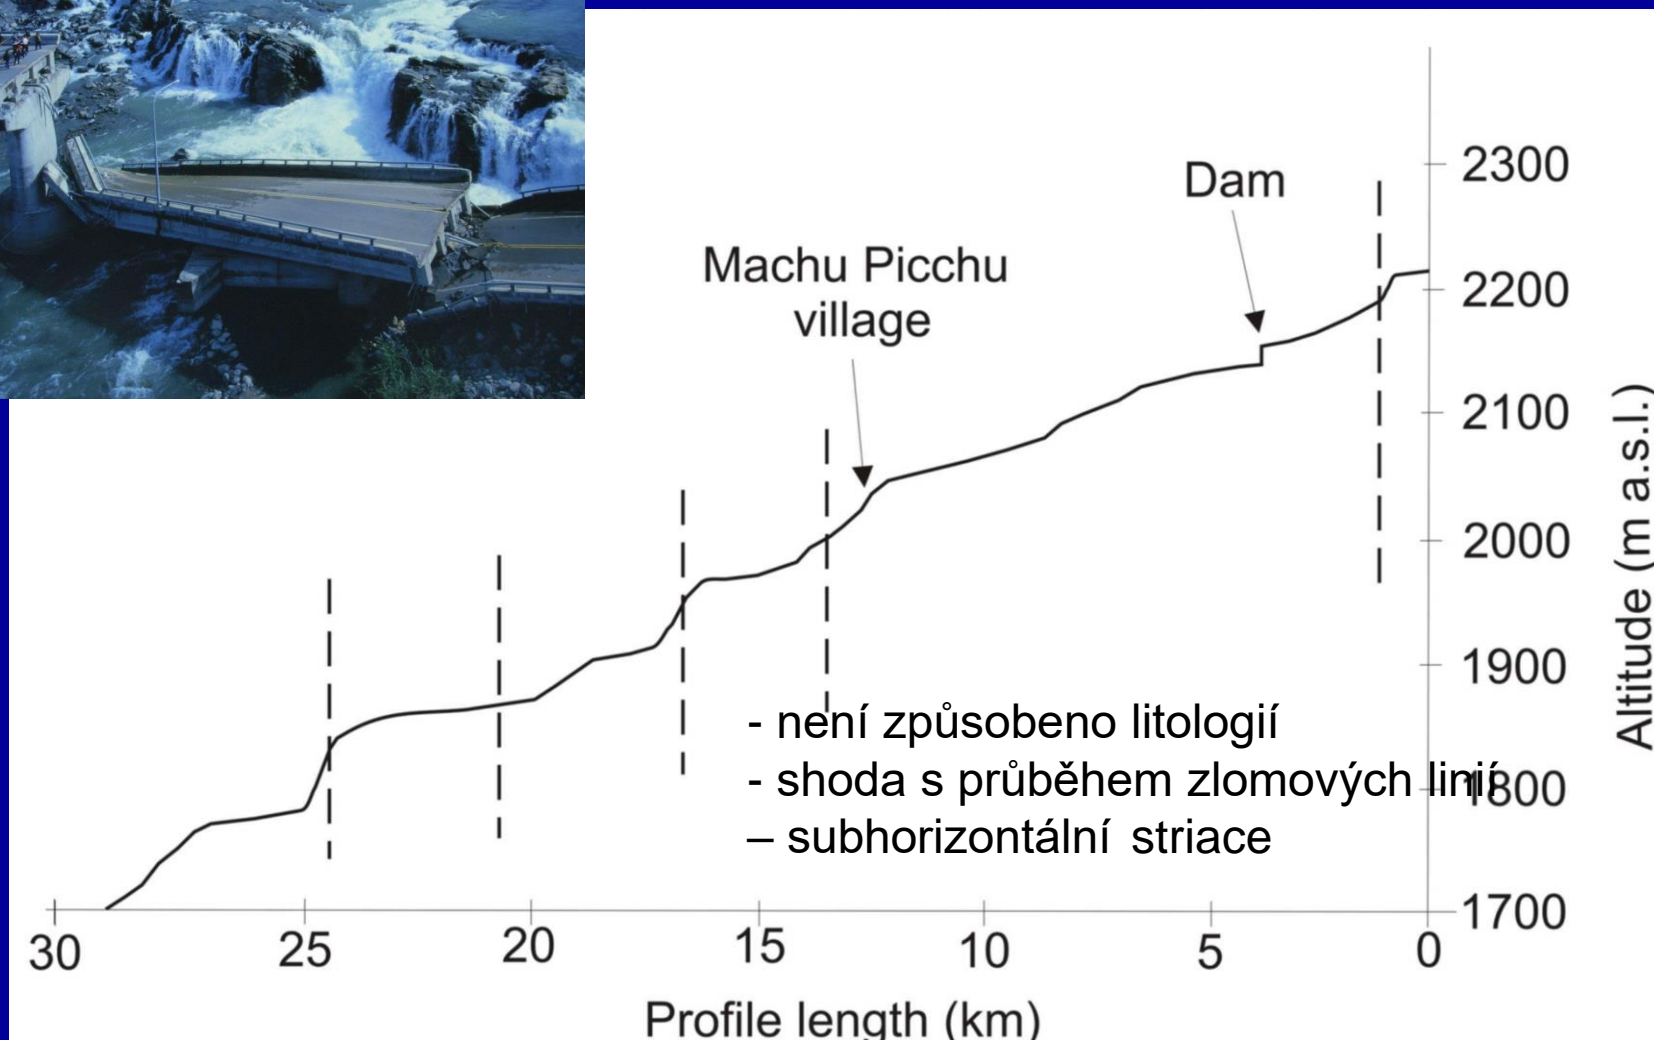 Dam
Machu Picchu
village
2300
2200
2100
2000
1900
1800
1700
Altitude (m a.s.l.)
- není způsobeno litologií
- shoda s průběhem zlomových linií
– subhorizontální striace
30
25
20
15
10
5
0
Profile length (km)